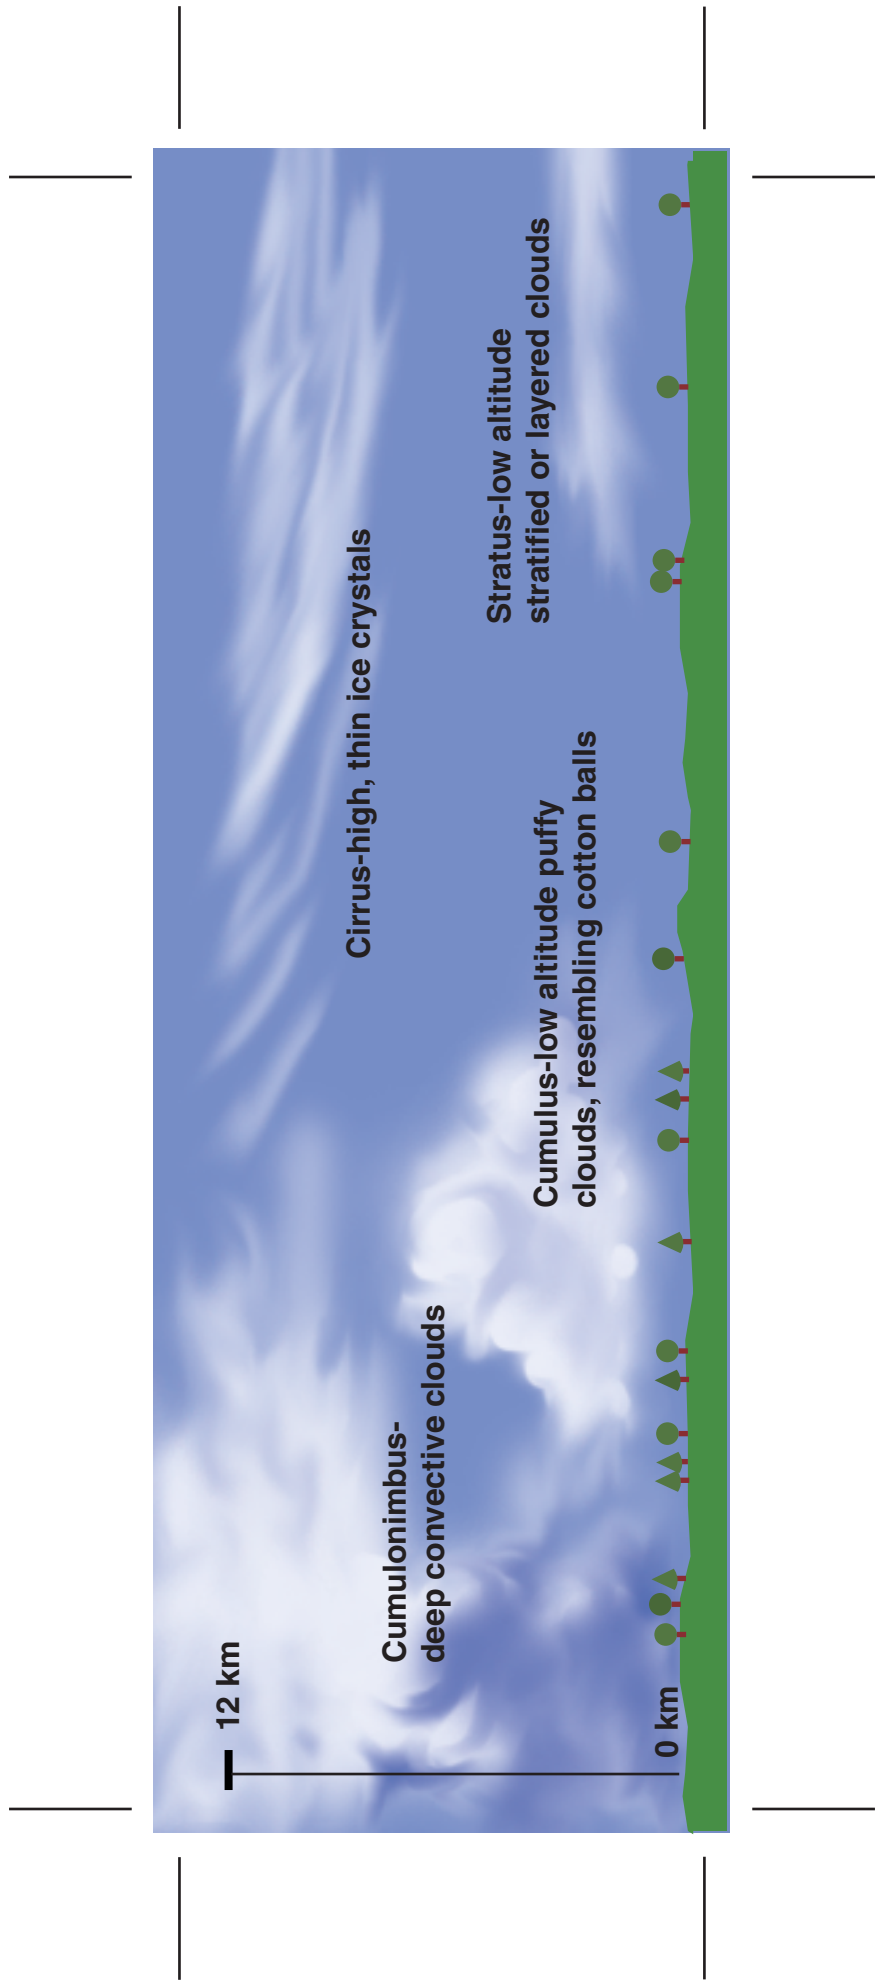 12 km
0 km
Cumulonimbus-
deep convective clouds
Cumulus-low altitude puffy
clouds, resembling cotton balls
Cirrus-high, thin ice crystals
Stratus-low altitude
stratified or layered clouds